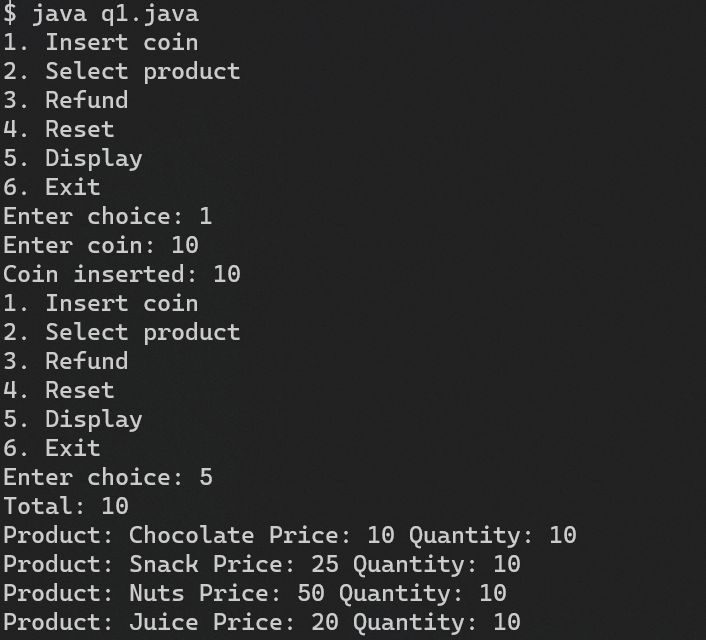 $ java q1.java
1. Insert coin
2. Select product
3. Refund
4. Reset
5. Display
6. Exit
Enter choice: 1
Enter coin: 10
Coin inserted: 10
1. Insert coin
2. Select product
3. Refund
4. Reset
5. Display
6. Exit
Enter choice: 5
Total: 10
Product: Chocolate Price: 10 Quantity: 10
Product: Snack Price: 25 Quantity: 10
Product: Nuts Price: 50 Quantity: 10
Product: Juice Price: 20 Quantity: 10